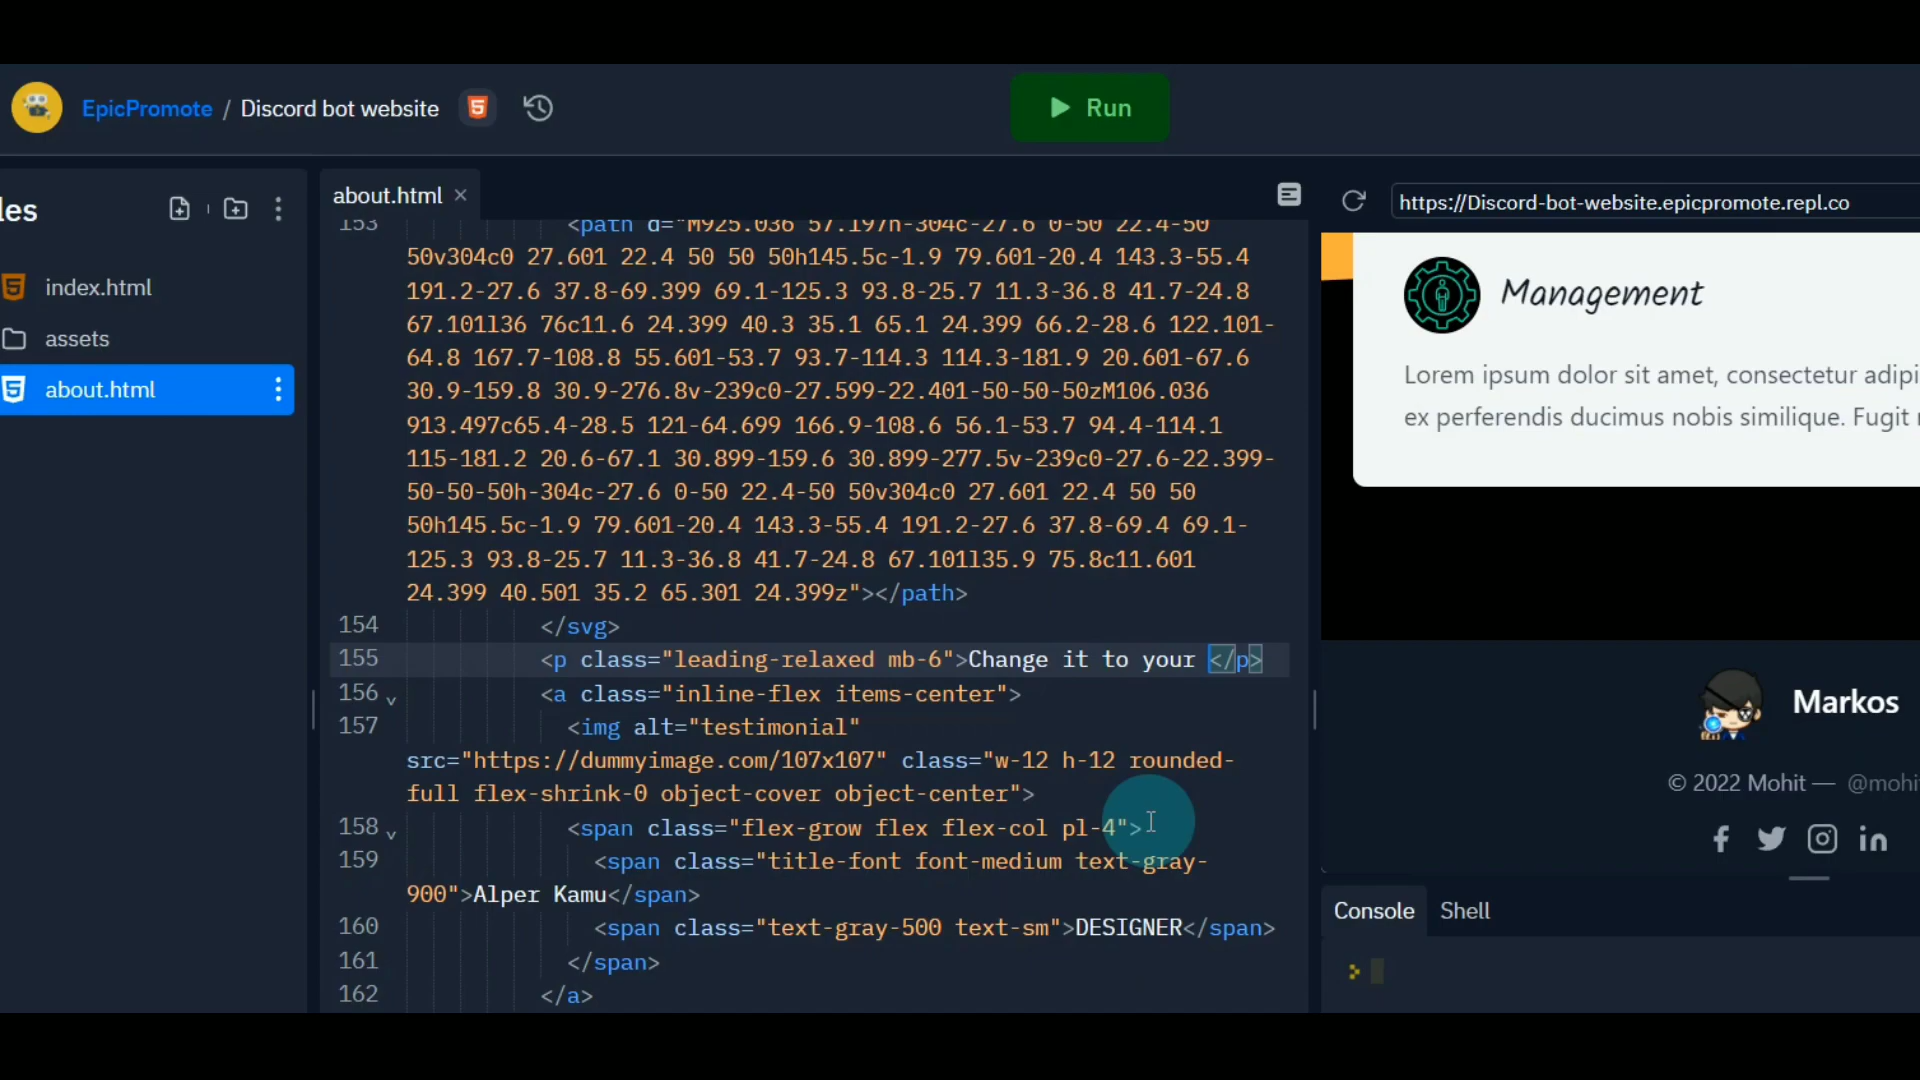 EpicPromote / Discord bot website
Run
les
about.html
https://Discord-bot-website.epicpromote.repl.co
index.html
assets
about.html
153 <path d="M925.036 57.197h-304c-27.6 0-50 22.4-50
50v304c0 27.601 22.4 50 50 50h145.5c-1.9 79.601-20.4 143.3-55.4
191.2-27.6 37.8-69.399 69.1-125.3 93.8-25.7 11.3-36.8 41.7-24.8
67.101l36 76c11.6 24.399 40.3 35.1 65.1 24.399 66.2-28.6 122.101-
64.8 167.7-108.8 55.601-53.7 93.7-114.3 114.3-181.9 20.601-67.6
30.9-159.8 30.9-276.8v-239c0-27.599-22.401-50-50-50zM106.036
913.497c65.4-28.5 121-64.699 166.9-108.6 56.1-53.7 94.4-114.1
115-181.2 20.6-67.1 30.899-159.6 30.899-277.5v-239c0-27.6-22.399-
50-50-50h-304c-27.6 0-50 22.4-50 50v304c0 27.601 22.4 50 50
50h145.5c-1.9 79.601-20.4 143.3-55.4 191.2-27.6 37.8-69.4 69.1-
125.3 93.8-25.7 11.3-36.8 41.7-24.8 67.101l35.9 75.8c11.601
24.399 40.501 35.2 65.301 24.399z"></path>
154 </svg>
155 <p class="leading-relaxed mb-6">Change it to your </p>
156 <a class="inline-flex items-center">
157 <img alt="testimonial"
src="https://dummyimage.com/107x107" class="w-12 h-12 rounded-
full flex-shrink-0 object-cover object-center">
158 <span class="flex-grow flex flex-col pl-4">
159 <span class="title-font font-medium text-gray-
900">Alper Kamu</span>
160 <span class="text-gray-500 text-sm">DESIGNER</span>
161 </span>
162 </a>
Management
Lorem ipsum dolor sit amet, consectetur adipi
ex perferendis ducimus nobis similique. Fugit
Markos
© 2022 Mohit — @mohi
Console Shell